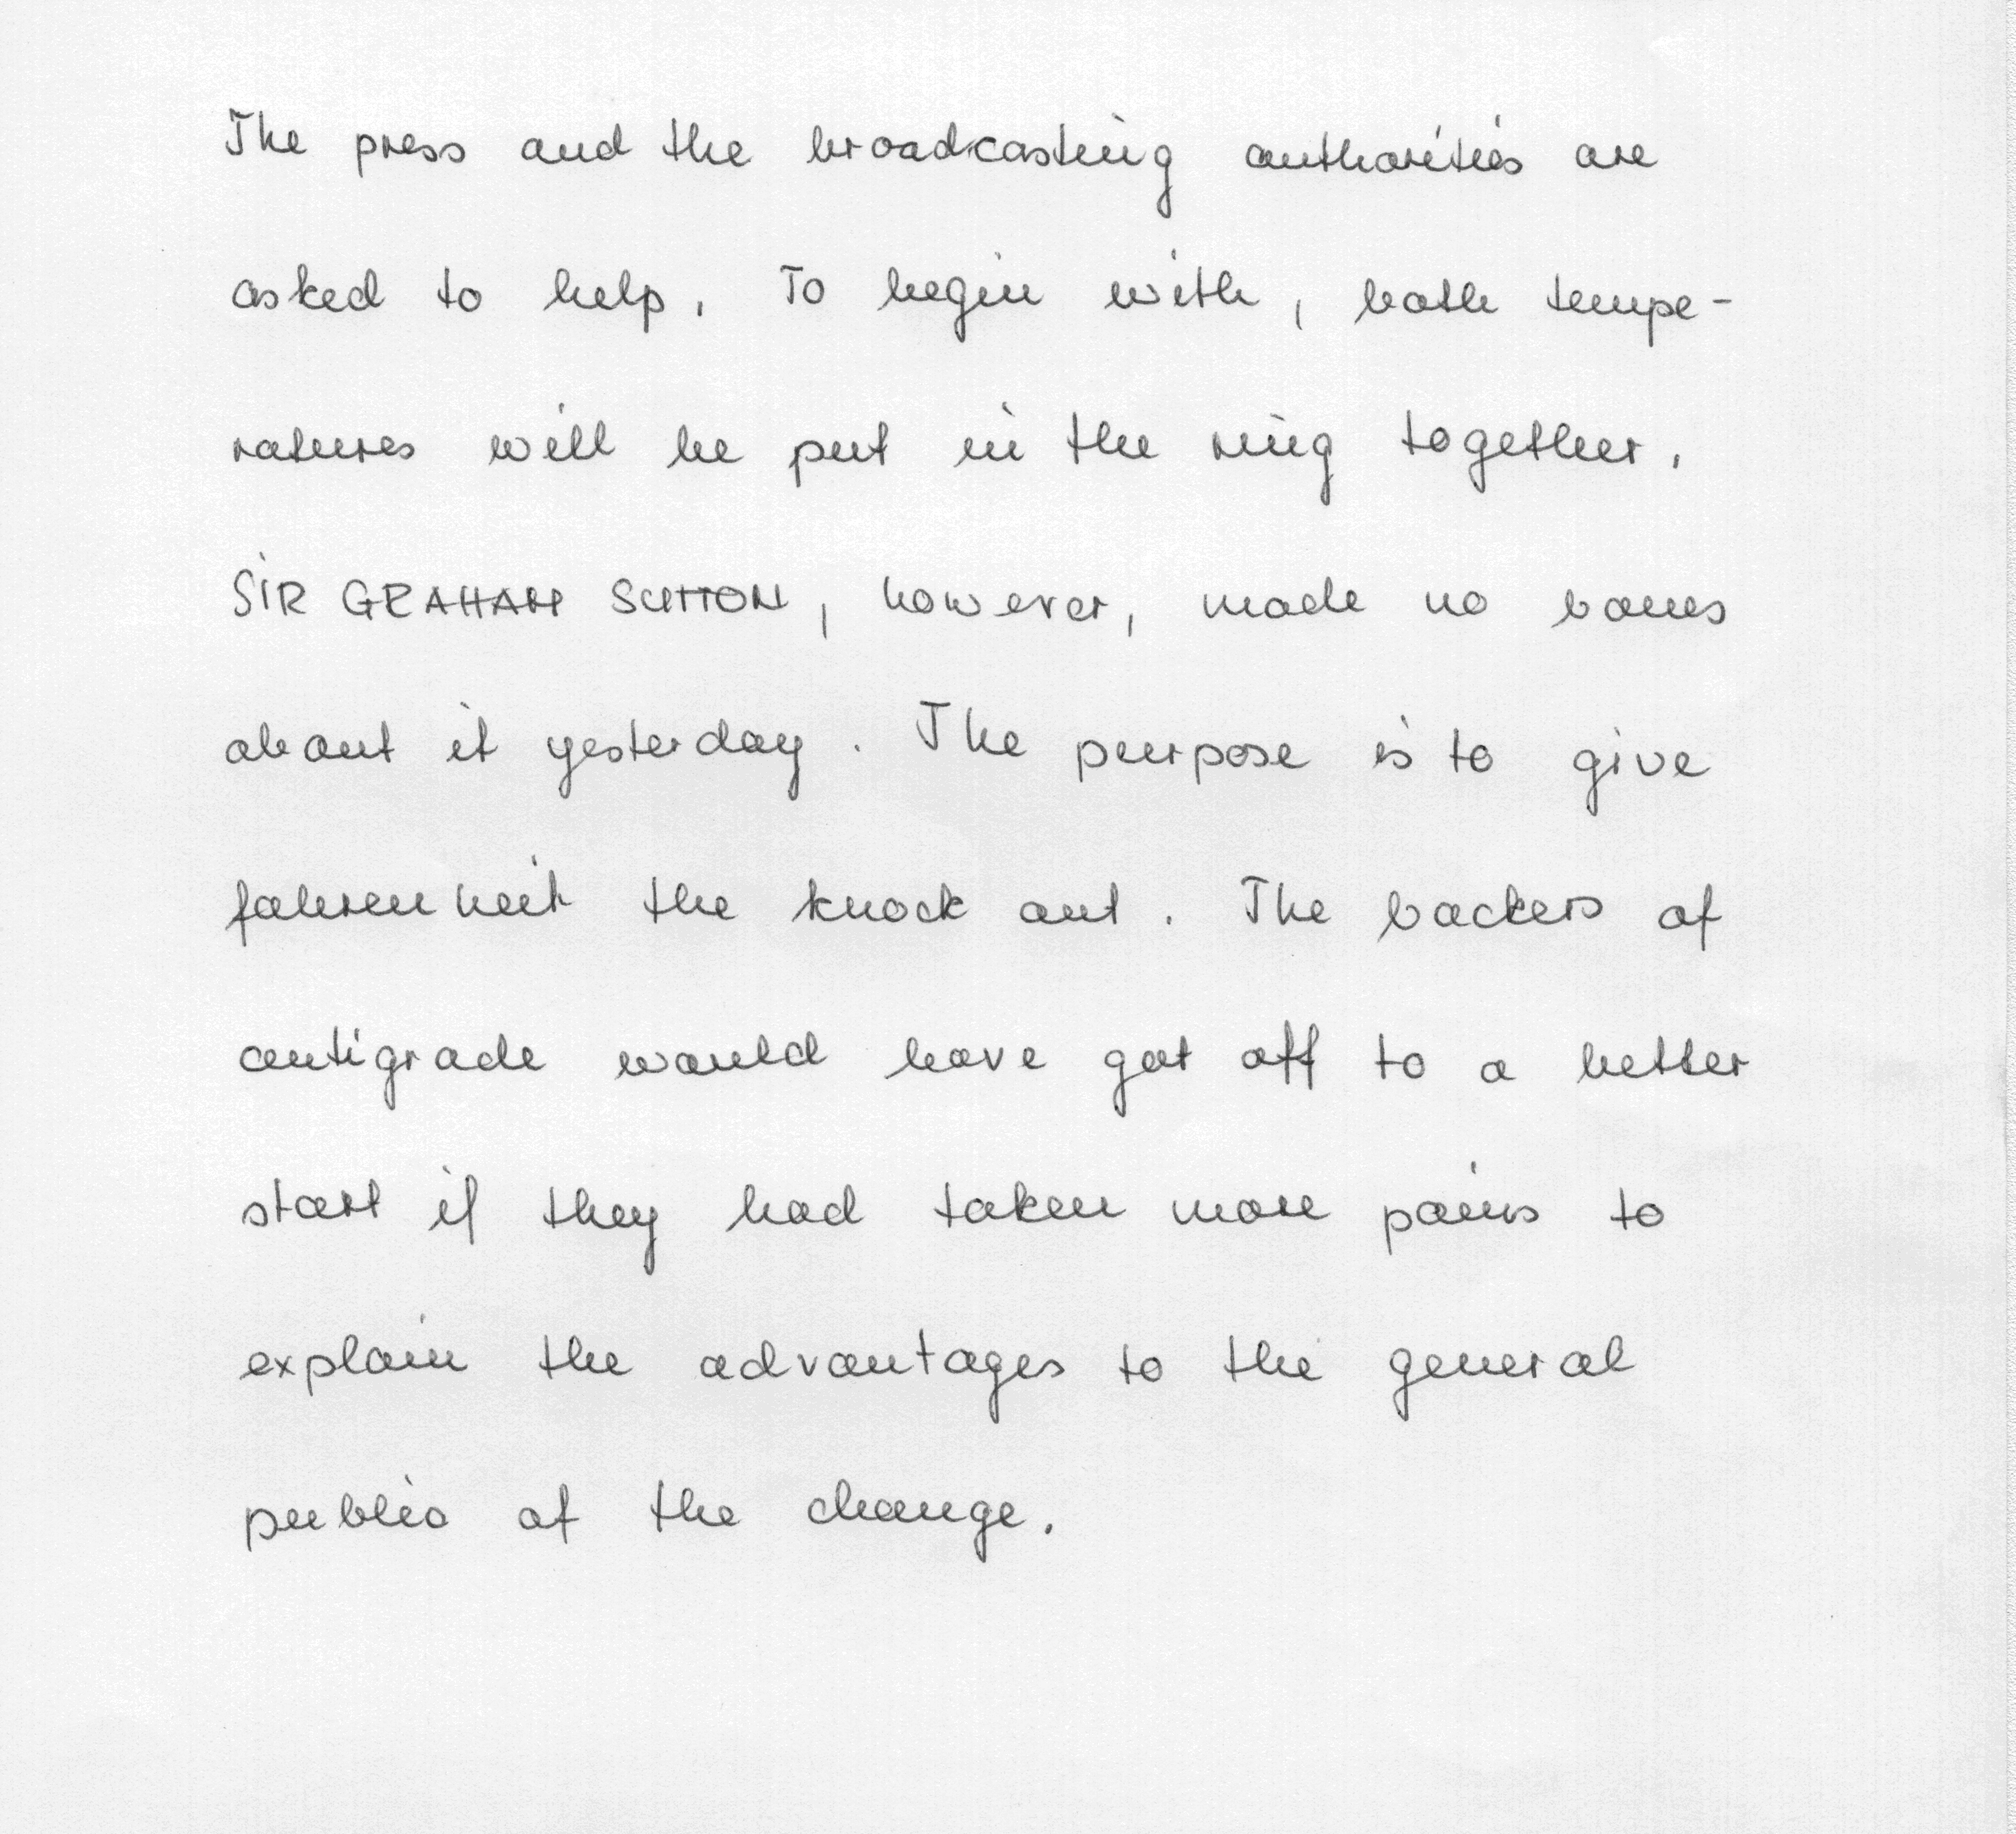 The press and the broadcasting authorities are
asked to help. To begin with, both tempe-
ratures will be put in the ring together.
SIR GRAHAM SUTTON, however, made no bones
about it yesterday. The purpose is to give
fahrenheit the knock out. The backers of
centigrade would have got off to a better
start if they had taken more pains to
explain the advantages to the general
public of the change.